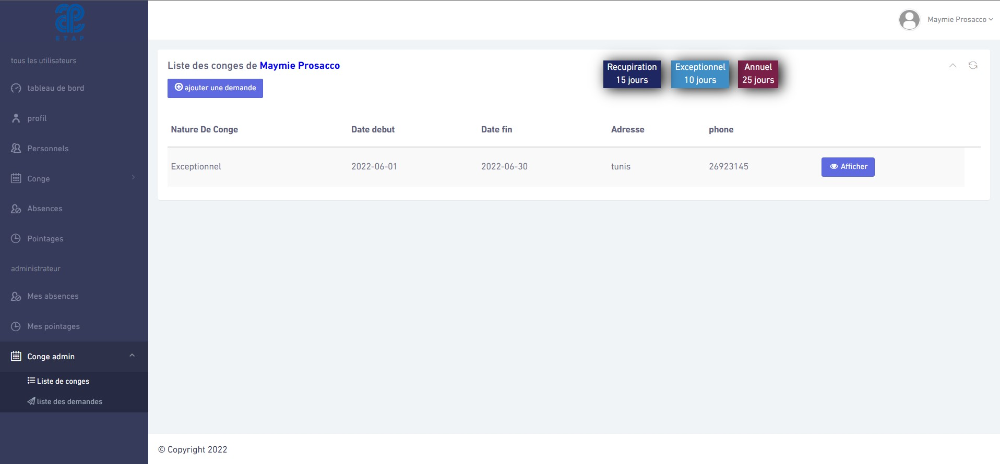 ETAP
tous les utilisateurs
tableau de bord
profil
Personnels
Conge
Absences
Pointages
administrateur
Mes absences
Mes pointages
Conge admin
Liste de conges
liste des demandes
Maymie Prosacco
Liste des conges de Maymie Prosacco
ajouter une demande
Recupiration
15 jours
Exceptionnel
10 jours
Annuel
25 jours
Nature De Conge Date debut Date fin Adresse phone
Exceptionnel 2022-06-01 2022-06-30 tunis 26923145 Afficher
© Copyright 2022